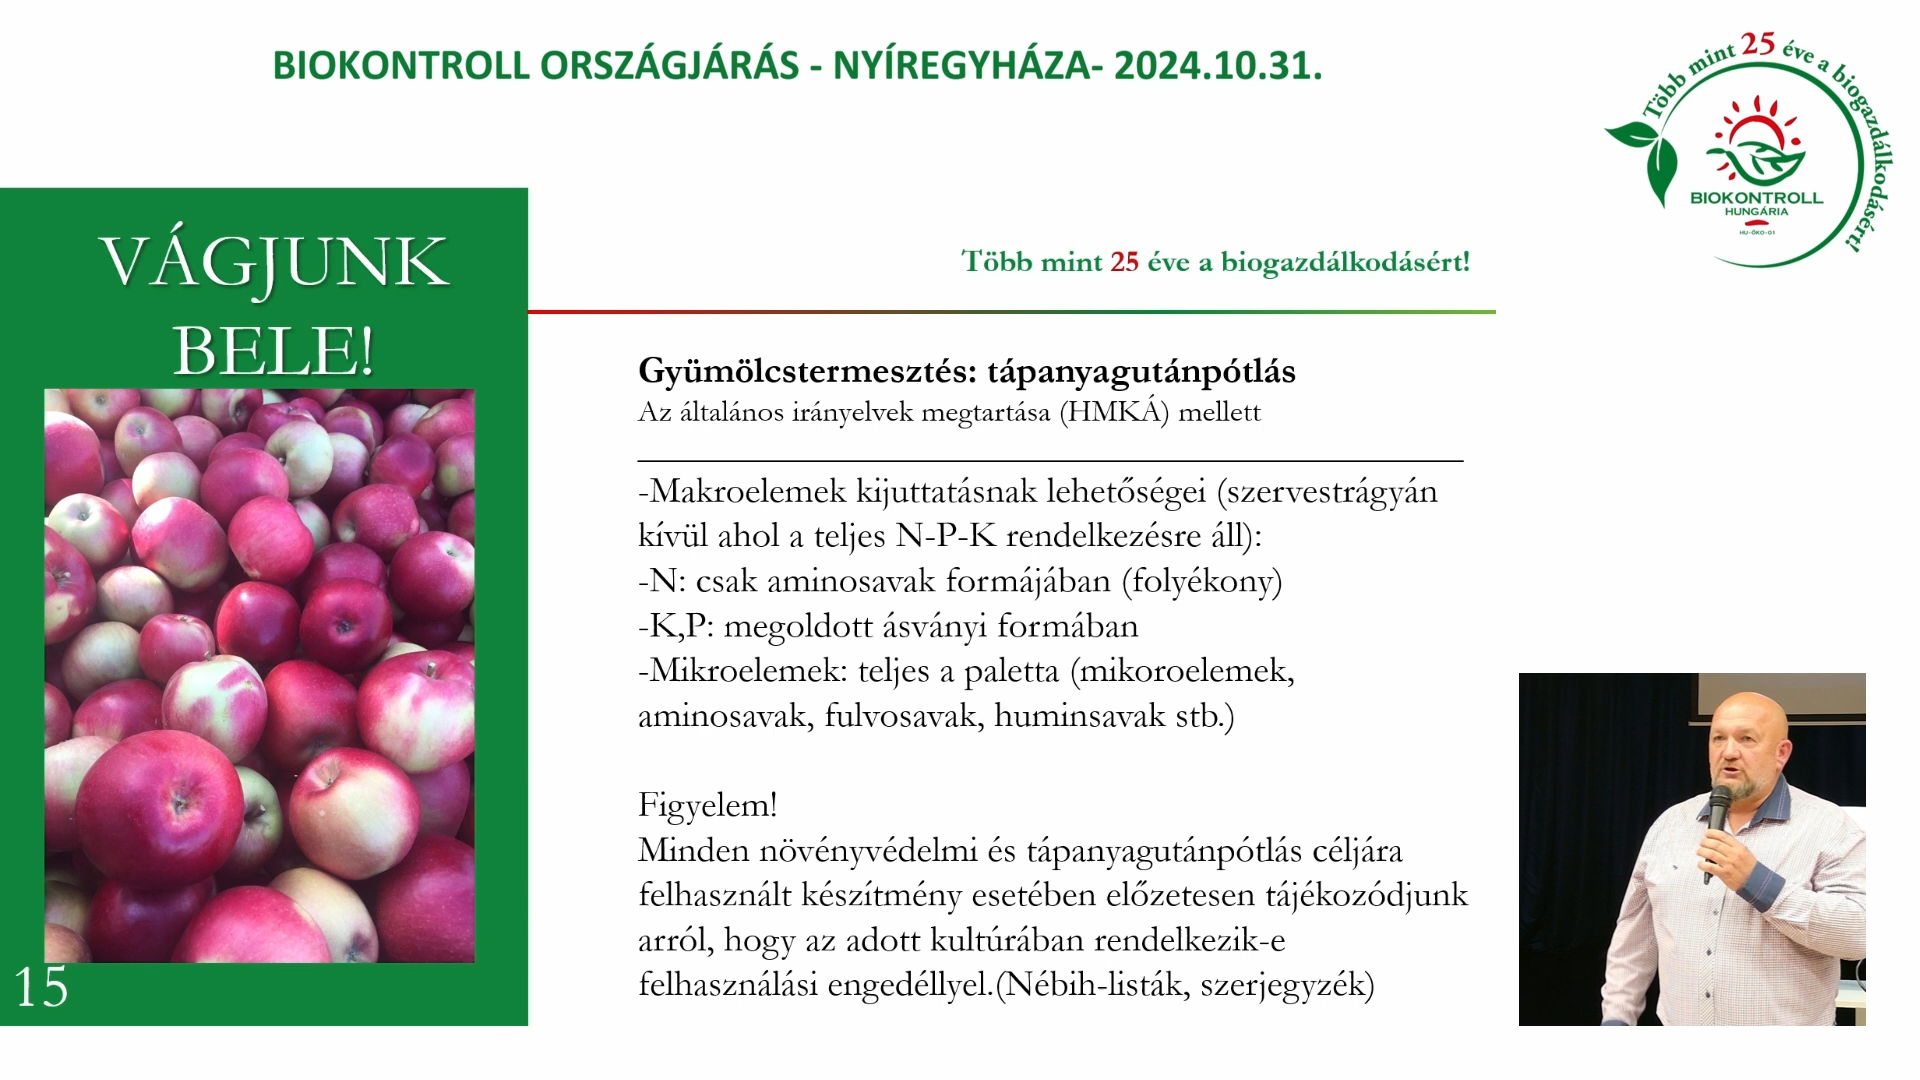 BIOKONTROLL ORSZÁGJÁRÁS - NYÍREGYHÁZA- 2024.10.31.
Több mint 25 éve a biogazdálkodásért!
BIOKONTROLL
HUNGÁRIA
HU-ÖKO-01
VÁGJUNK
BELE!
Több mint 25 éve a biogazdálkodásért!
Gyümölcstermesztés: tápanyagutánpótlás
Az általános irányelvek megtartása (HMKÁ) mellett
-Makroelemek kijuttatásnak lehetőségei (szervestrágyán
kívül ahol a teljes N-P-K rendelkezésre áll):
-N: csak aminosavak formájában (folyékony)
-K,P: megoldott ásványi formában
-Mikroelemek: teljes a paletta (mikoroelemek,
aminosavak, fulvosavak, huminsavak stb.)
Figyelem!
Minden növényvédelmi és tápanyagutánpótlás céljára
felhasznált készítmény esetében előzetesen tájékozódjunk
arról, hogy az adott kultúrában rendelkezik-e
felhasználási engedéllyel.(Nébih-listák, szerjegyzék)
15